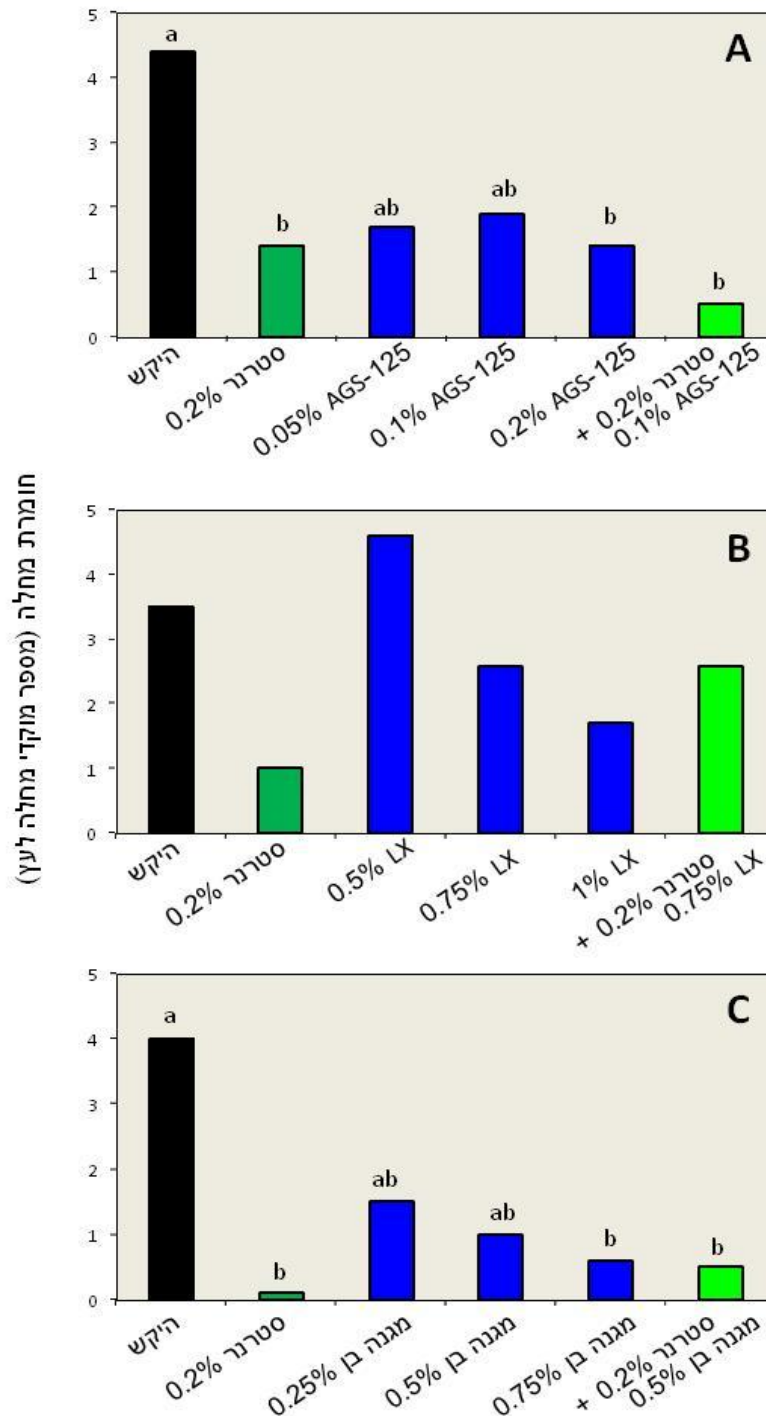 חומרת מחלה (מספר מוקדי מחלה לעץ)
A
5
4
3
2
1
0
a
b
ab
ab
b
b
היקש
סטרנר 0.2%
0.05% AGS-125
0.1% AGS-125
0.2% AGS-125
סטרנר 0.2% +
0.1% AGS-125
B
5
4
3
2
1
0
היקש
סטרנר 0.2%
0.5% LX
0.75% LX
1% LX
סטרנר 0.2% +
0.75% LX
C
5
4
3
2
1
0
a
b
ab
ab
b
b
היקש
סטרנר 0.2%
מגנה בן 0.25%
מגנה בן 0.5%
מגנה בן 0.75%
סטרנר 0.2% +
מגנה בן 0.5%